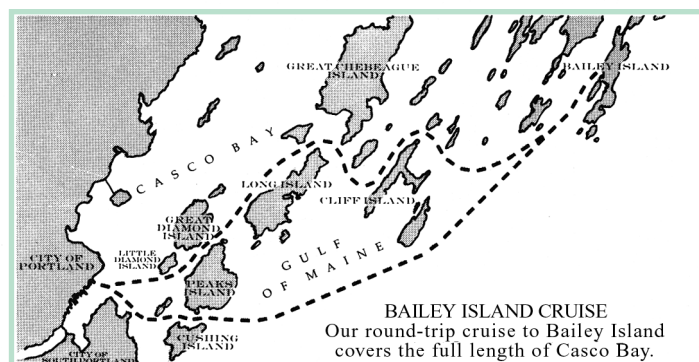 GREAT CHEBEAGUE
ISLAND
BAILEY ISLAND
CASCO BAY
LONG ISLAND
CLIFF ISLAND
GREAT
DIAMOND
ISLAND
LITTLE
DIAMOND
ISLAND
CITY OF
PORTLAND
GULF
OF MAINE
PEAKS
ISLAND
CUSHING
ISLAND
CITY OF
SOUTH PORTLAND
BAILEY ISLAND CRUISE
Our round-trip cruise to Bailey Island
covers the full length of Casco Bay.